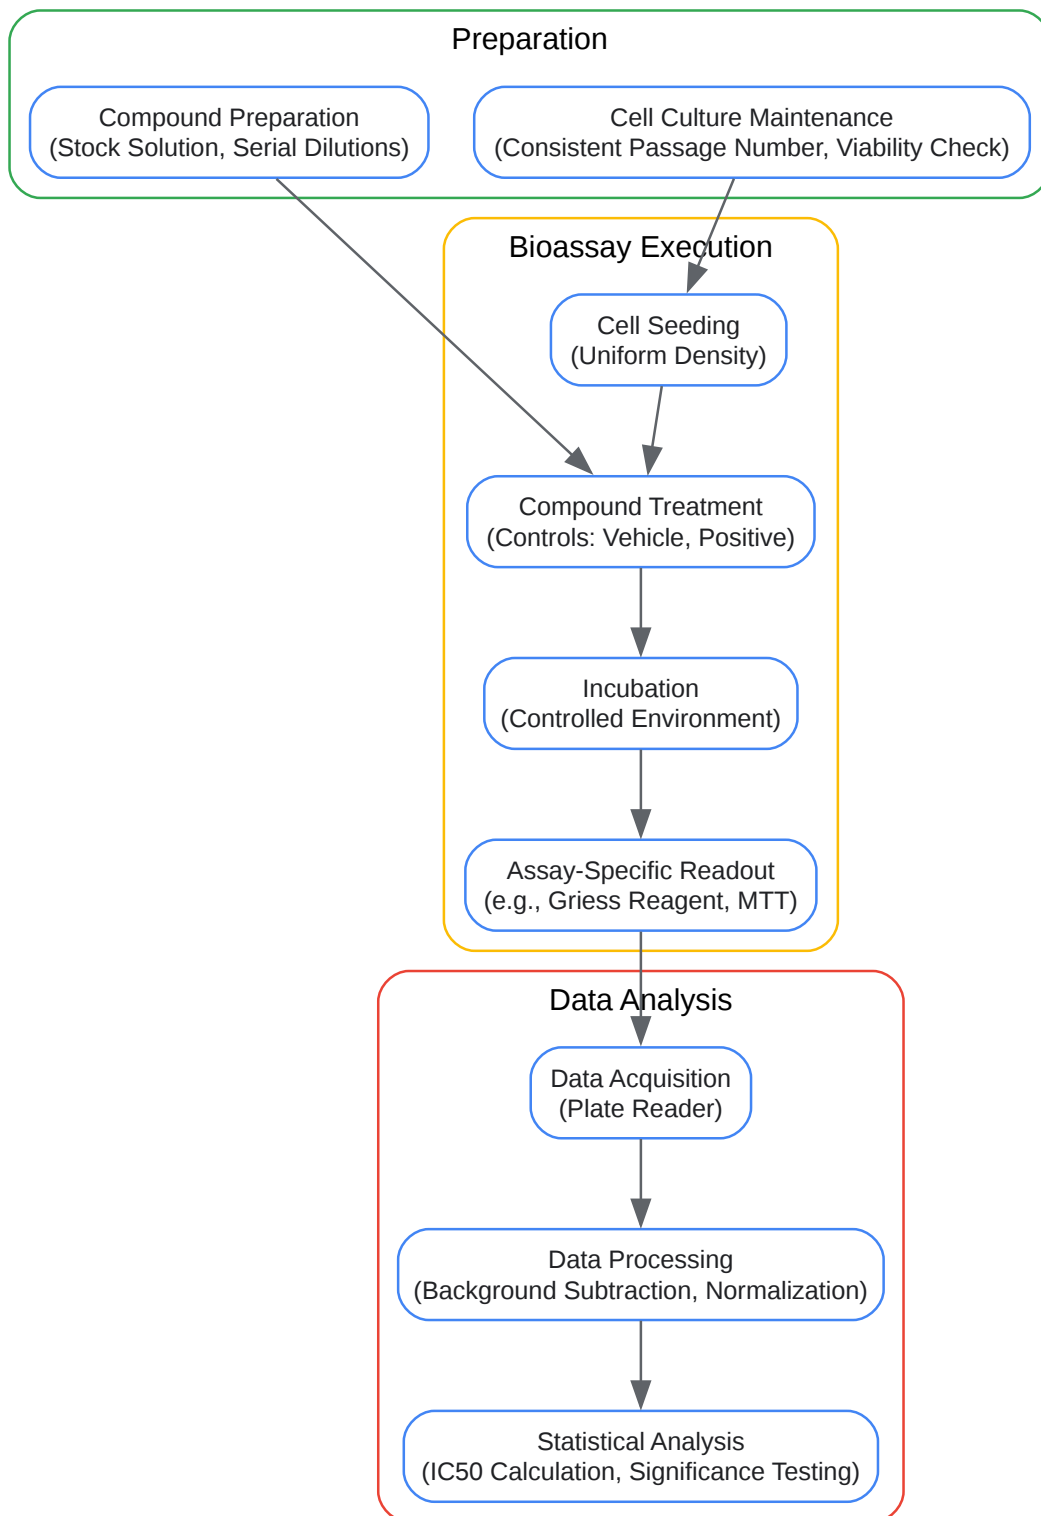 Preparation
Compound Preparation
(Stock Solution, Serial Dilutions)
Cell Culture Maintenance
(Consistent Passage Number, Viability Check)
Bioassay Execution
Cell Seeding
(Uniform Density)
Compound Treatment
(Controls: Vehicle, Positive)
Incubation
(Controlled Environment)
Assay-Specific Readout
(e.g., Griess Reagent, MTT)
Data Analysis
Data Acquisition
(Plate Reader)
Data Processing
(Background Subtraction, Normalization)
Statistical Analysis
(IC50 Calculation, Significance Testing)